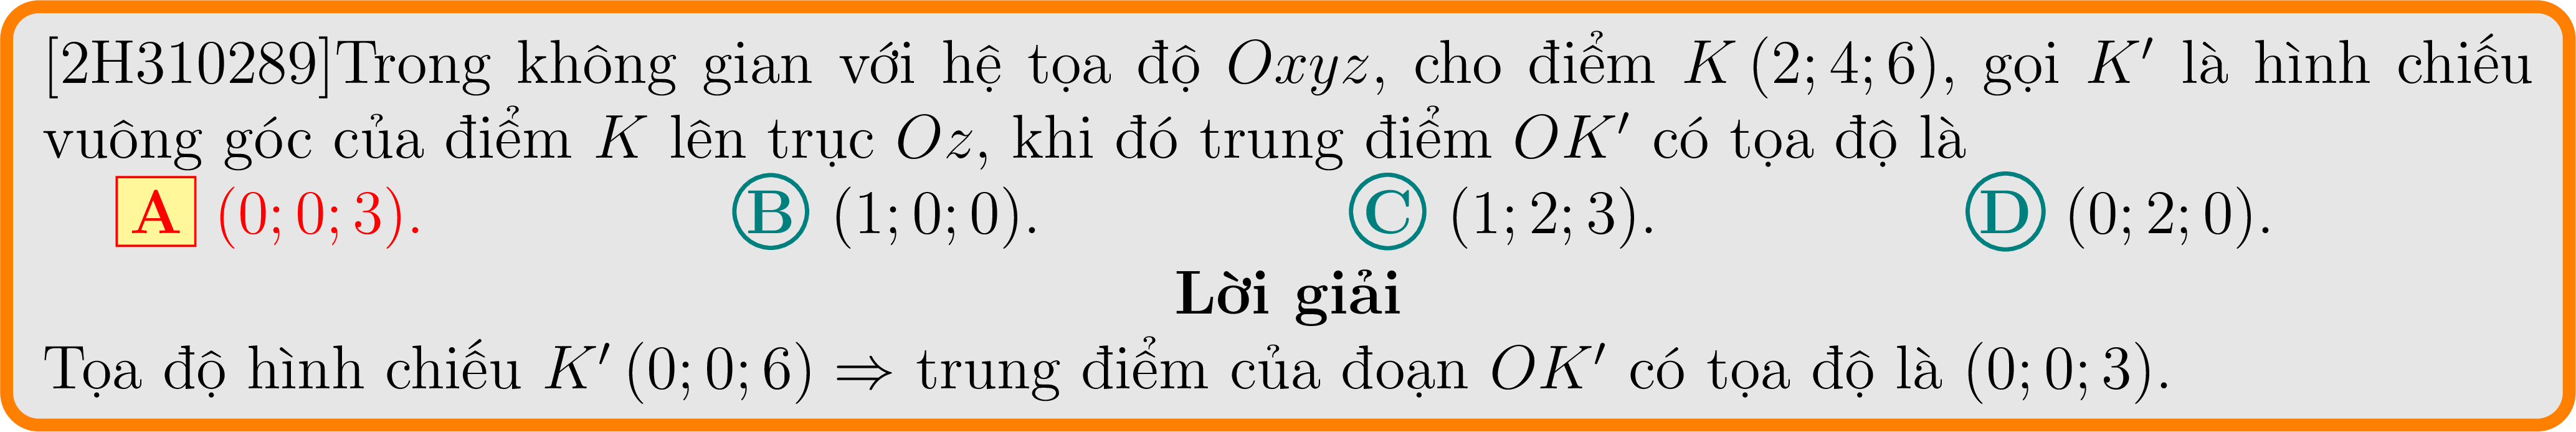 [2H310289]Trong không gian với hệ tọa độ Oxyz, cho điểm K (2; 4; 6), gọi K′ là hình chiếu
vuông góc của điểm K lên trục Oz, khi đó trung điểm OK′ có tọa độ là
A (0; 0; 3). B (1; 0; 0). C (1; 2; 3). D (0; 2; 0).
Lời giải
Tọa độ hình chiếu K′ (0; 0; 6) ⇒ trung điểm của đoạn OK′ có tọa độ là (0; 0; 3).